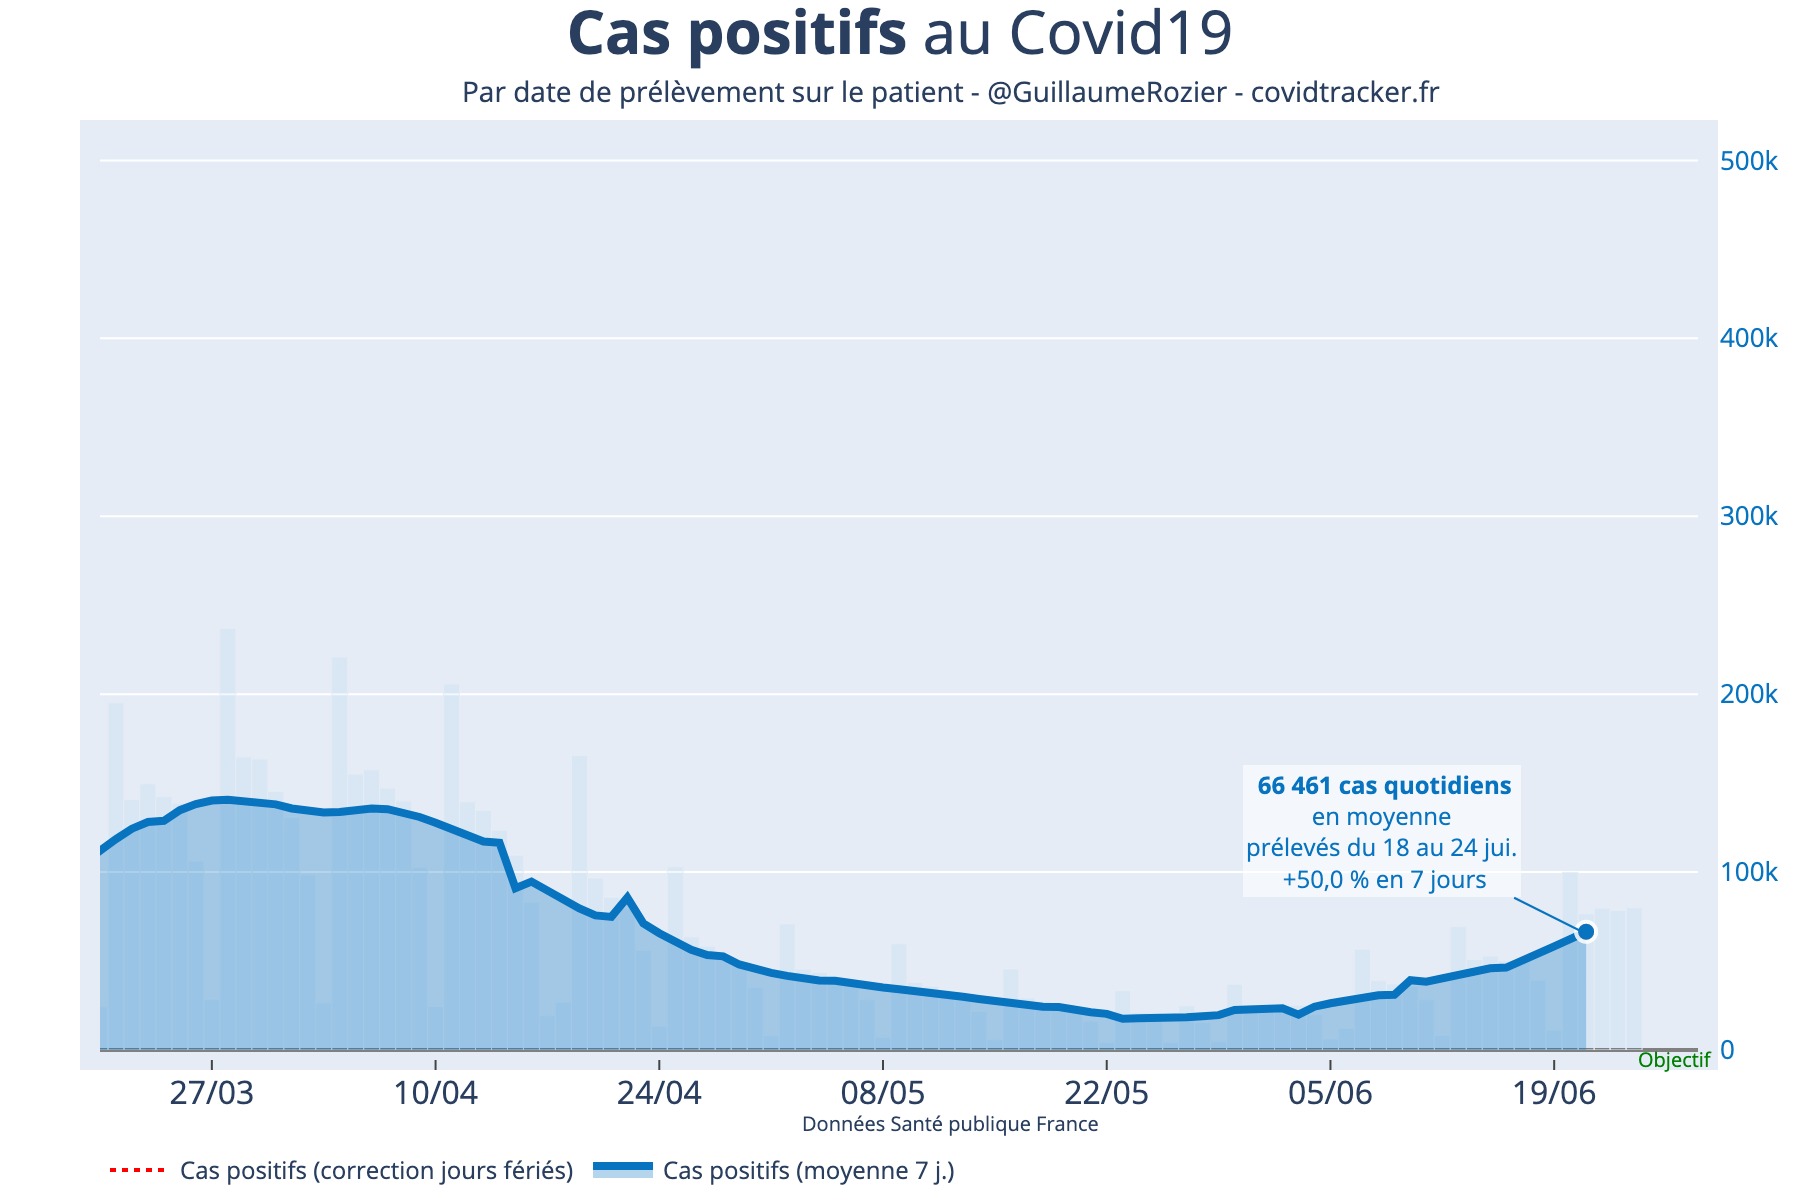 Cas positifs au Covid19
Par date de prélèvement sur le patient - @GuillaumeRozier - covidtracker.fr
500k
400k
300k
200k
100k
0
66 461 cas quotidiens
en moyenne
prélevés du 18 au 24 jui.
+50,0 % en 7 jours
Objectif
27/03
10/04
24/04
08/05
22/05
05/06
19/06
Données Santé publique France
Cas positifs (correction jours fériés)
Cas positifs (moyenne 7 j.)